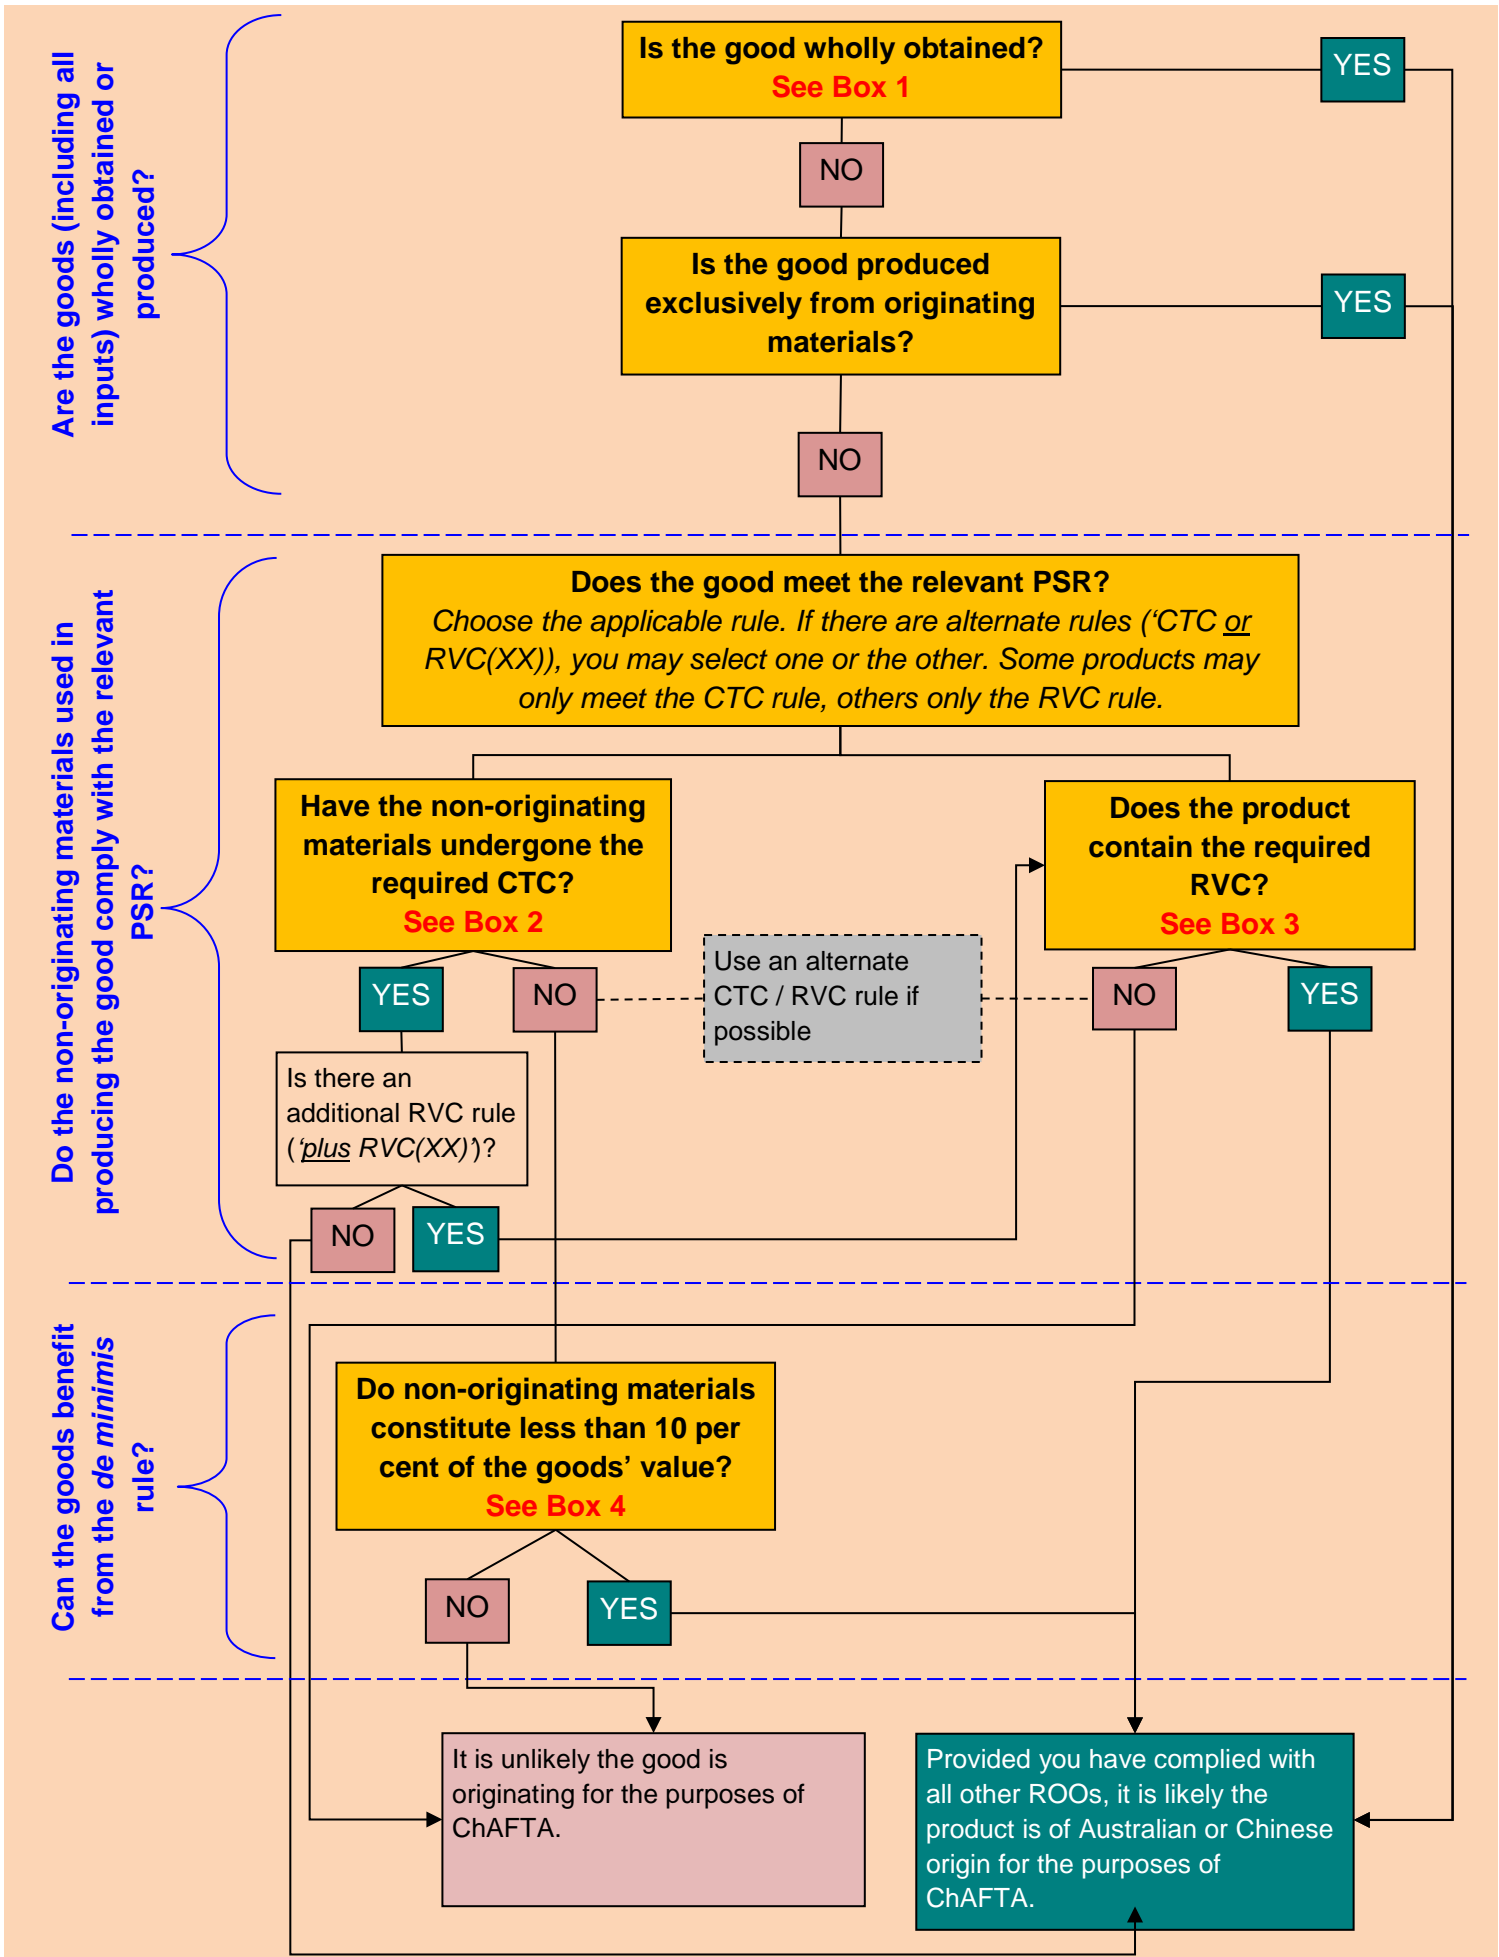 Are the goods (including all
inputs) wholly obtained or
produced?
Is the good wholly obtained?
See Box 1
YES
NO
Is the good produced
exclusively from originating
materials?
YES
NO
Do the non-originating materials used in
producing the good comply with the relevant
PSR?
Does the good meet the relevant PSR?
Choose the applicable rule. If there are alternate rules (‘CTC or
RVC(XX)), you may select one or the other. Some products may
only meet the CTC rule, others only the RVC rule.
Have the non-originating
materials undergone the
required CTC?
See Box 2
Does the product
contain the required
RVC?
See Box 3
YES
NO
Use an alternate
CTC / RVC rule if
possible
NO
YES
Is there an
additional RVC rule
(‘plus RVC(XX)’)?
NO
YES
Can the goods benefit
from the de minimis
rule?
Do non-originating materials
constitute less than 10 per
cent of the goods’ value?
See Box 4
NO
YES
It is unlikely the good is
originating for the purposes of
ChAFTA.
Provided you have complied with
all other ROOs, it is likely the
product is of Australian or Chinese
origin for the purposes of
ChAFTA.